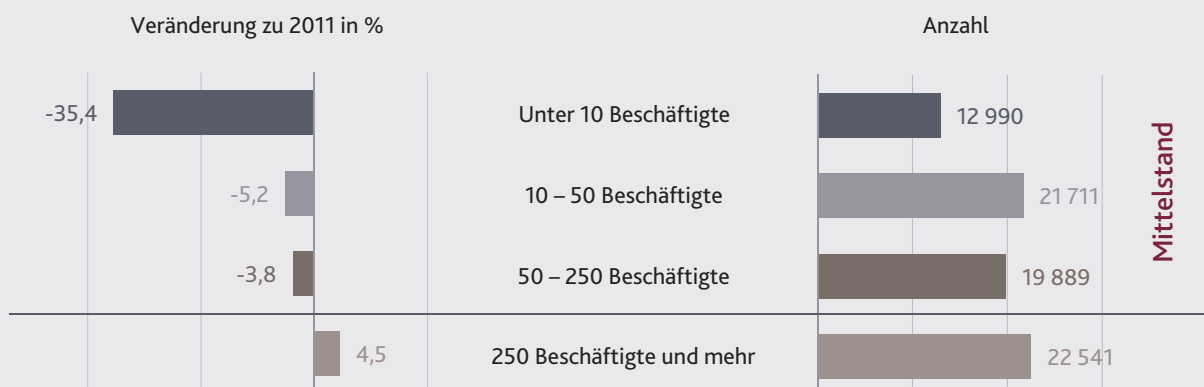 Veränderung zu 2011 in %
Anzahl
-35,4
Unter 10 Beschäftigte
12 990
-5,2
10 – 50 Beschäftigte
21 711
-3,8
50 – 250 Beschäftigte
19 889
Mittelstand
4,5
250 Beschäftigte und mehr
22 541